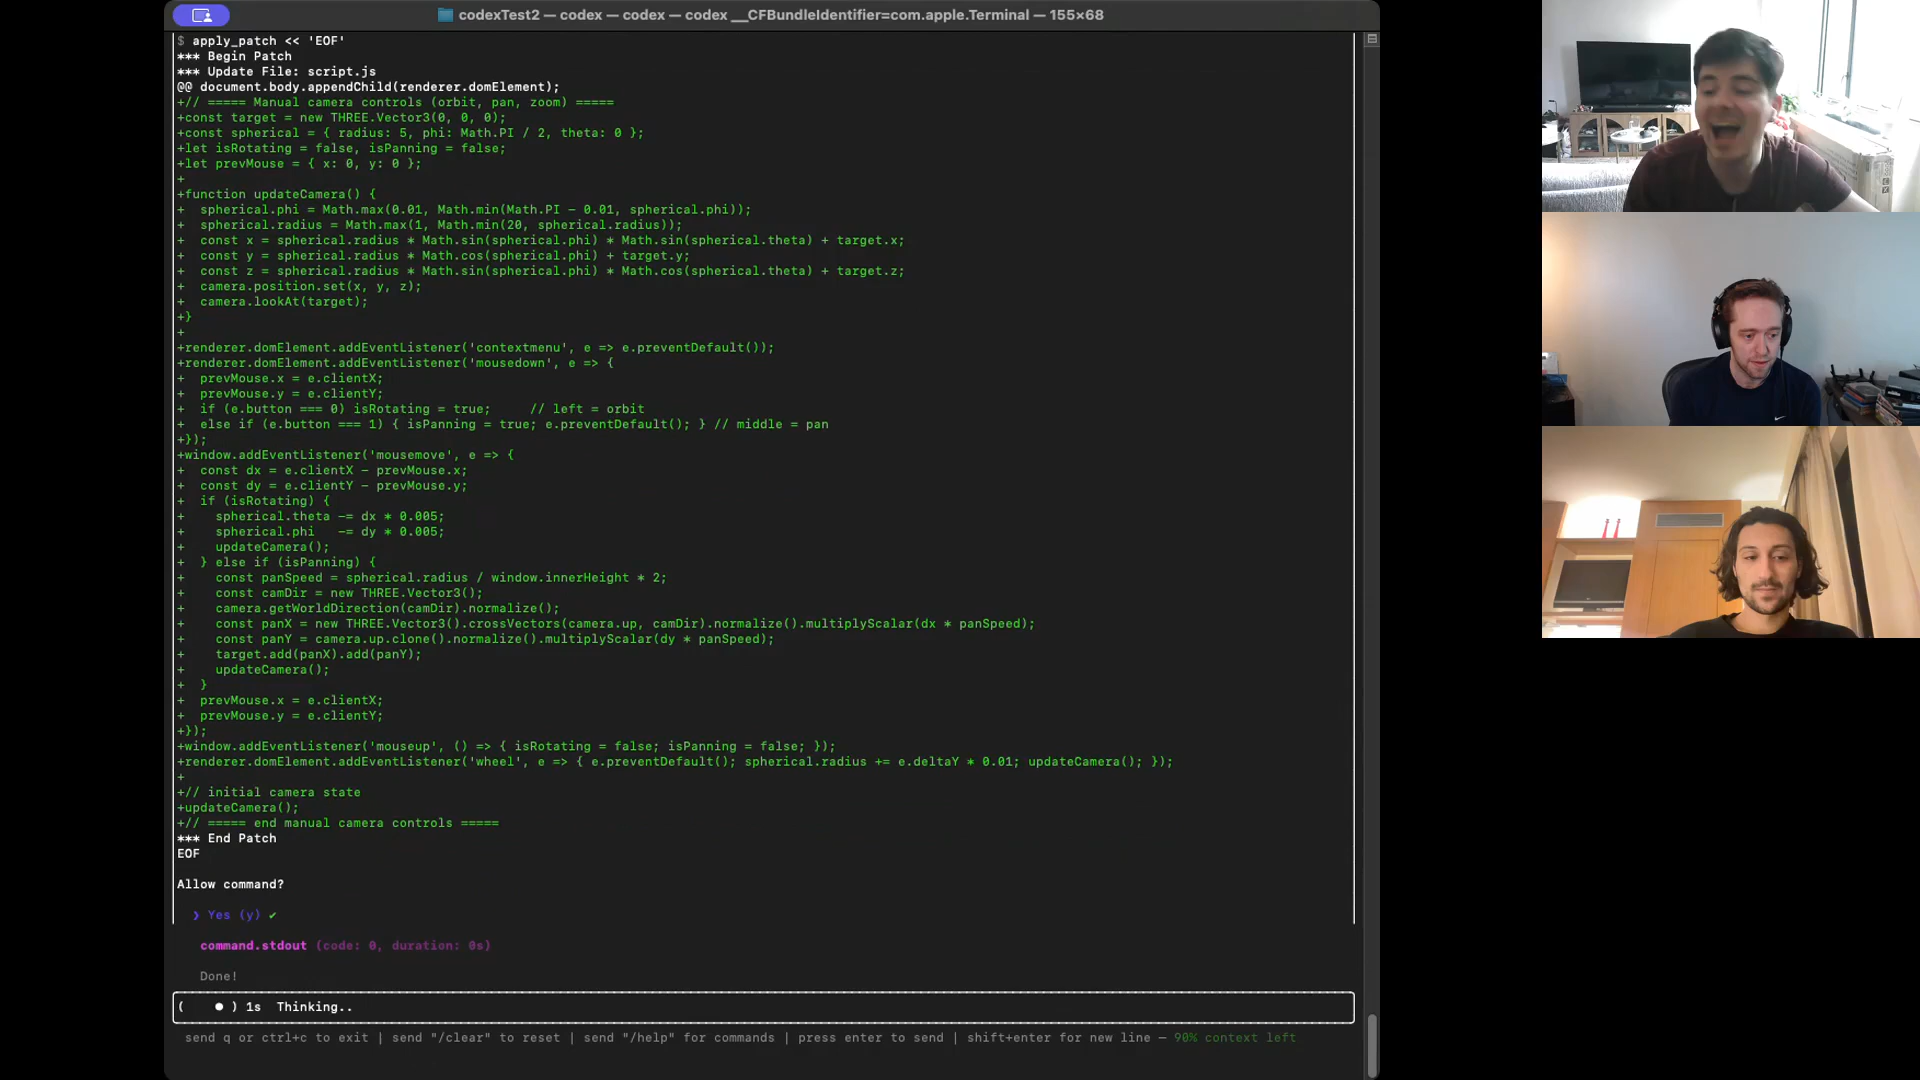 codexTest2 — codex — codex — codex __CFBundleIdentifier=com.apple.Terminal — 155×68
$ apply_patch << 'EOF'
*** Begin Patch
*** Update File: script.js
@@ document.body.appendChild(renderer.domElement);
+// ===== Manual camera controls (orbit, pan, zoom) =====
+const target = new THREE.Vector3(0, 0, 0);
+const spherical = { radius: 5, phi: Math.PI / 2, theta: 0 };
+let isRotating = false, isPanning = false;
+let prevMouse = { x: 0, y: 0 };
+
+function updateCamera() {
+  spherical.phi = Math.max(0.01, Math.min(Math.PI − 0.01, spherical.phi));
+  spherical.radius = Math.max(1, Math.min(20, spherical.radius));
+  const x = spherical.radius * Math.sin(spherical.phi) * Math.sin(spherical.theta) + target.x;
+  const y = spherical.radius * Math.cos(spherical.phi) + target.y;
+  const z = spherical.radius * Math.sin(spherical.phi) * Math.cos(spherical.theta) + target.z;
+  camera.position.set(x, y, z);
+  camera.lookAt(target);
+}
+
+renderer.domElement.addEventListener('contextmenu', e => e.preventDefault());
+renderer.domElement.addEventListener('mousedown', e => {
+  prevMouse.x = e.clientX;
+  prevMouse.y = e.clientY;
+  if (e.button === 0) isRotating = true;     // left = orbit
+  else if (e.button === 1) { isPanning = true; e.preventDefault(); } // middle = pan
+});
+window.addEventListener('mousemove', e => {
+  const dx = e.clientX − prevMouse.x;
+  const dy = e.clientY − prevMouse.y;
+  if (isRotating) {
+    spherical.theta −= dx * 0.005;
+    spherical.phi   −= dy * 0.005;
+    updateCamera();
+  } else if (isPanning) {
+    const panSpeed = spherical.radius / window.innerHeight * 2;
+    const camDir = new THREE.Vector3();
+    camera.getWorldDirection(camDir).normalize();
+    const panX = new THREE.Vector3().crossVectors(camera.up, camDir).normalize().multiplyScalar(dx * panSpeed);
+    const panY = camera.up.clone().normalize().multiplyScalar(dy * panSpeed);
+    target.add(panX).add(panY);
+    updateCamera();
+  }
+  prevMouse.x = e.clientX;
+  prevMouse.y = e.clientY;
+});
+window.addEventListener('mouseup', () => { isRotating = false; isPanning = false; });
+renderer.domElement.addEventListener('wheel', e => { e.preventDefault(); spherical.radius += e.deltaY * 0.01; updateCamera(); });
+
+// initial camera state
+updateCamera();
+// ===== end manual camera controls =====
*** End Patch
EOF
Allow command?
❯ Yes (y) ✔
command.stdout (code: 0, duration: 0s)
Done!
(    ● ) 1s  Thinking..
send q or ctrl+c to exit | send "/clear" to reset | send "/help" for commands | press enter to send | shift+enter for new line — 90% context left